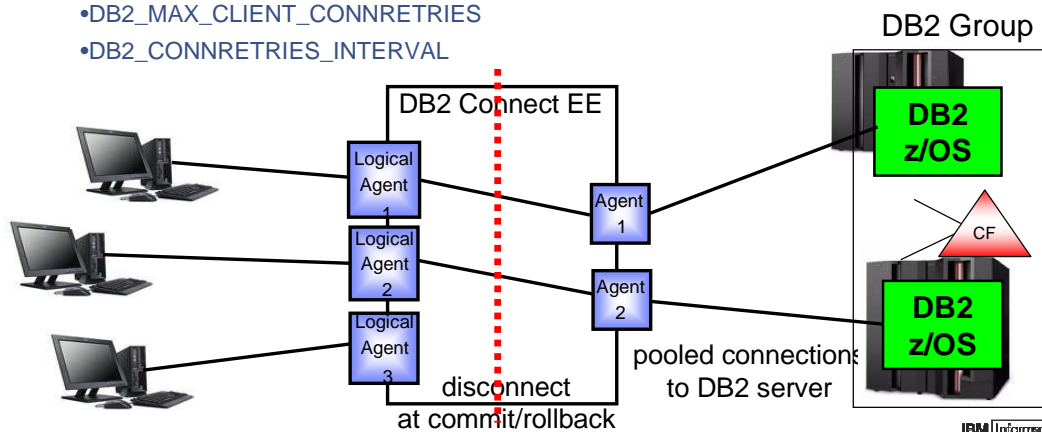 •DB2_MAX_CLIENT_CONNRETRIES
•DB2_CONNRETRIES_INTERVAL
DB2 Group
DB2 Connect EE
DB2
z/OS
Logical
Agent
1
Agent
1
CF
Logical
Agent
2
Agent
2
DB2
z/OS
Logical
Agent
3
pooled connections
to DB2 server
disconnect
at commit/rollback
IBM